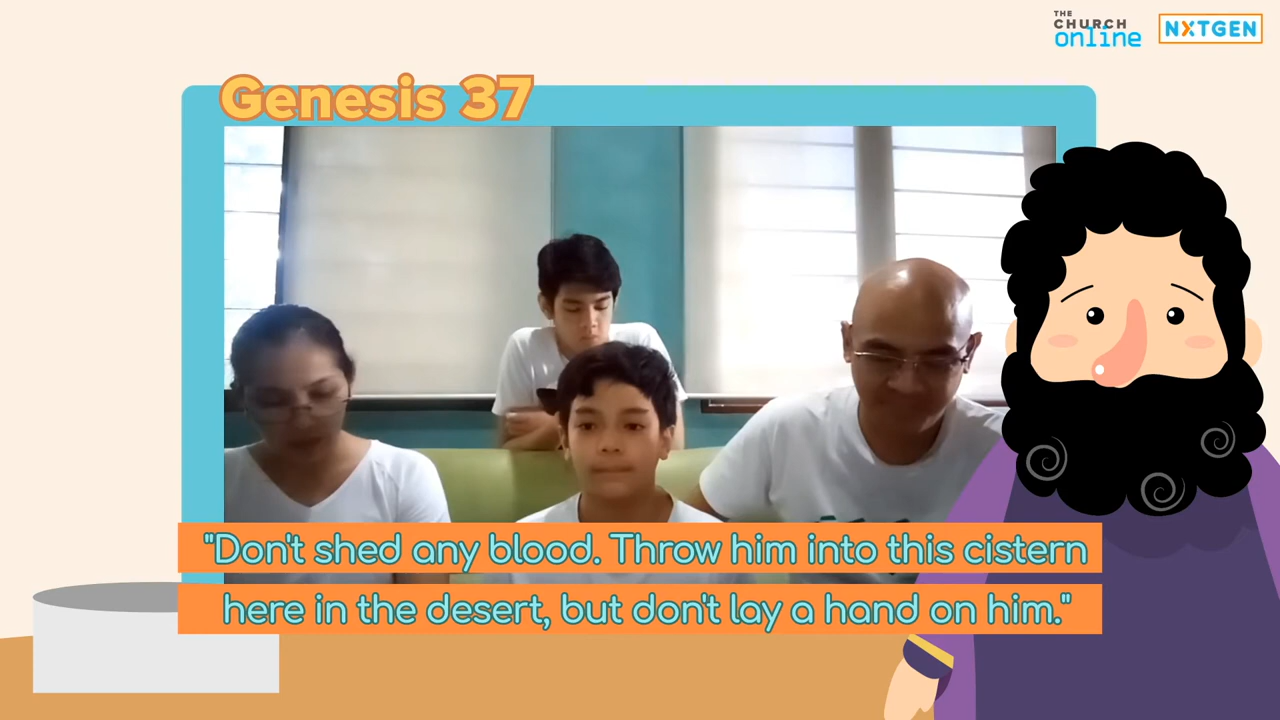 THE
CHURCH
online
NXTGEN
Genesis 37
"Don't shed any blood. Throw him into this cistern
here in the desert, but don't lay a hand on him."